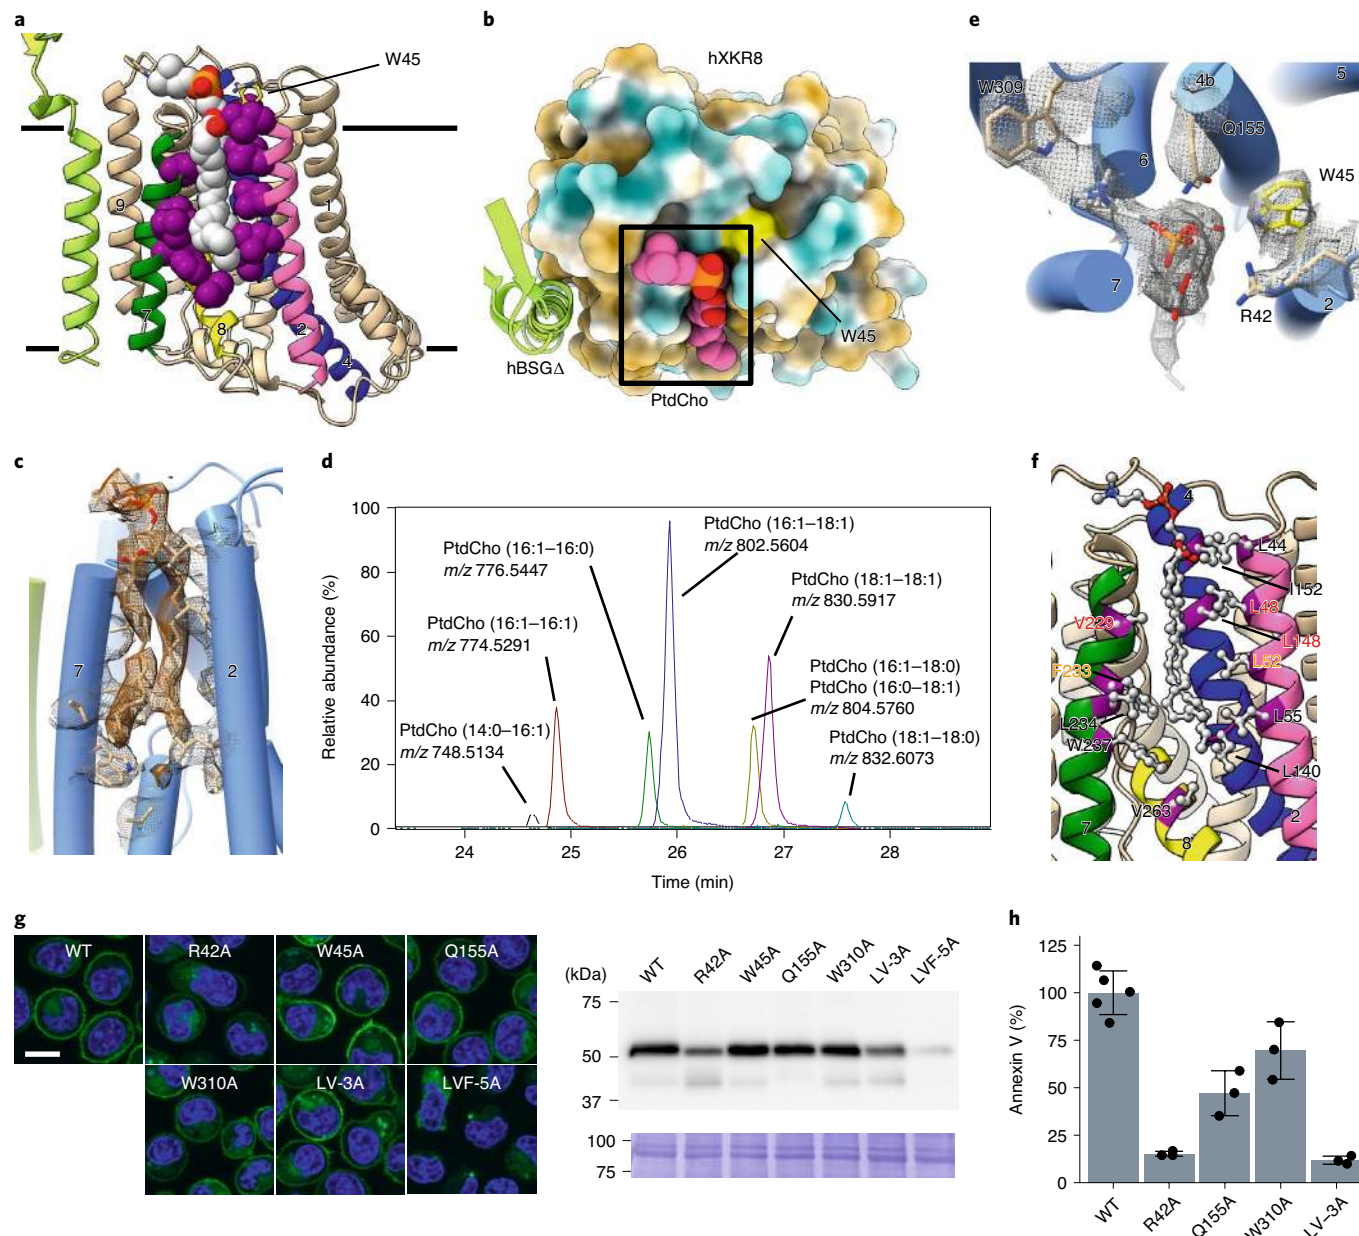 a
W45
9
7
8
2
4
1
b
hXKR8
W45
hBSGΔ
PtdCho
e
W309
4b
5
Q155
6
W45
7
R42
2
c
7
2
d
Relative abundance (%)
100
80
60
40
20
0
PtdCho (16:1–18:1)
m/z 802.5604
PtdCho (16:1–16:0)
m/z 776.5447
PtdCho (18:1–18:1)
m/z 830.5917
PtdCho (16:1–16:1)
m/z 774.5291
PtdCho (16:1–18:0)
PtdCho (16:0–18:1)
m/z 804.5760
PtdCho (14:0–16:1)
m/z 748.5134
PtdCho (18:1–18:0)
m/z 832.6073
24
25
26
27
28
Time (min)
f
4
L44
I152
L48
V229
L148
F233
L52
L234
L55
W237
L140
V263
7
8
2
g
WT
R42A
W45A
Q155A
W310A
LV-3A
LVF-5A
(kDa)
WT
R42A
W45A
Q155A
W310A
LV-3A
LVF-5A
75
50
37
100
75
h
Annexin V (%)
125
100
75
50
25
0
WT
R42A
Q155A
W310A
LV-3A